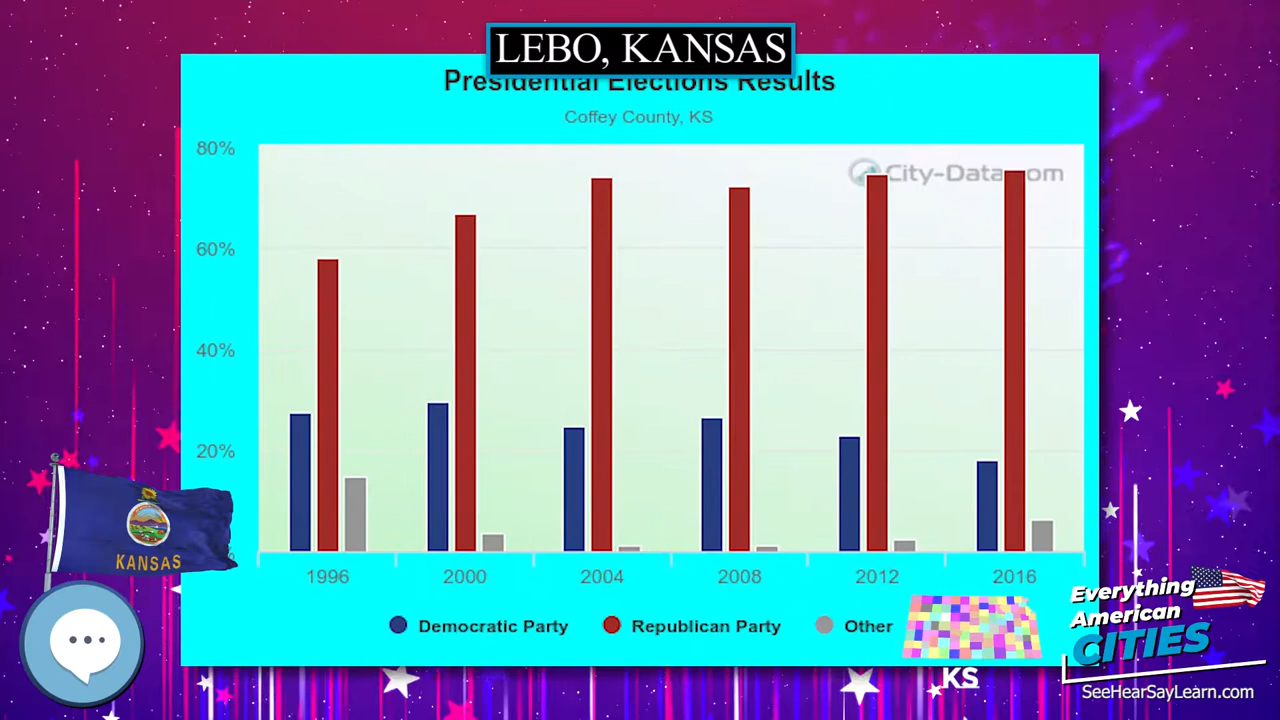 LEBO, KANSAS
Presidential Elections Results
Coffey County, KS
80%
City-Data.com
60%
40%
20%
1996 2000 2004 2008 2012 2016
Democratic Party Republican Party Other
KANSAS
Everything
American
CITIES
KS
SeeHearSayLearn.com